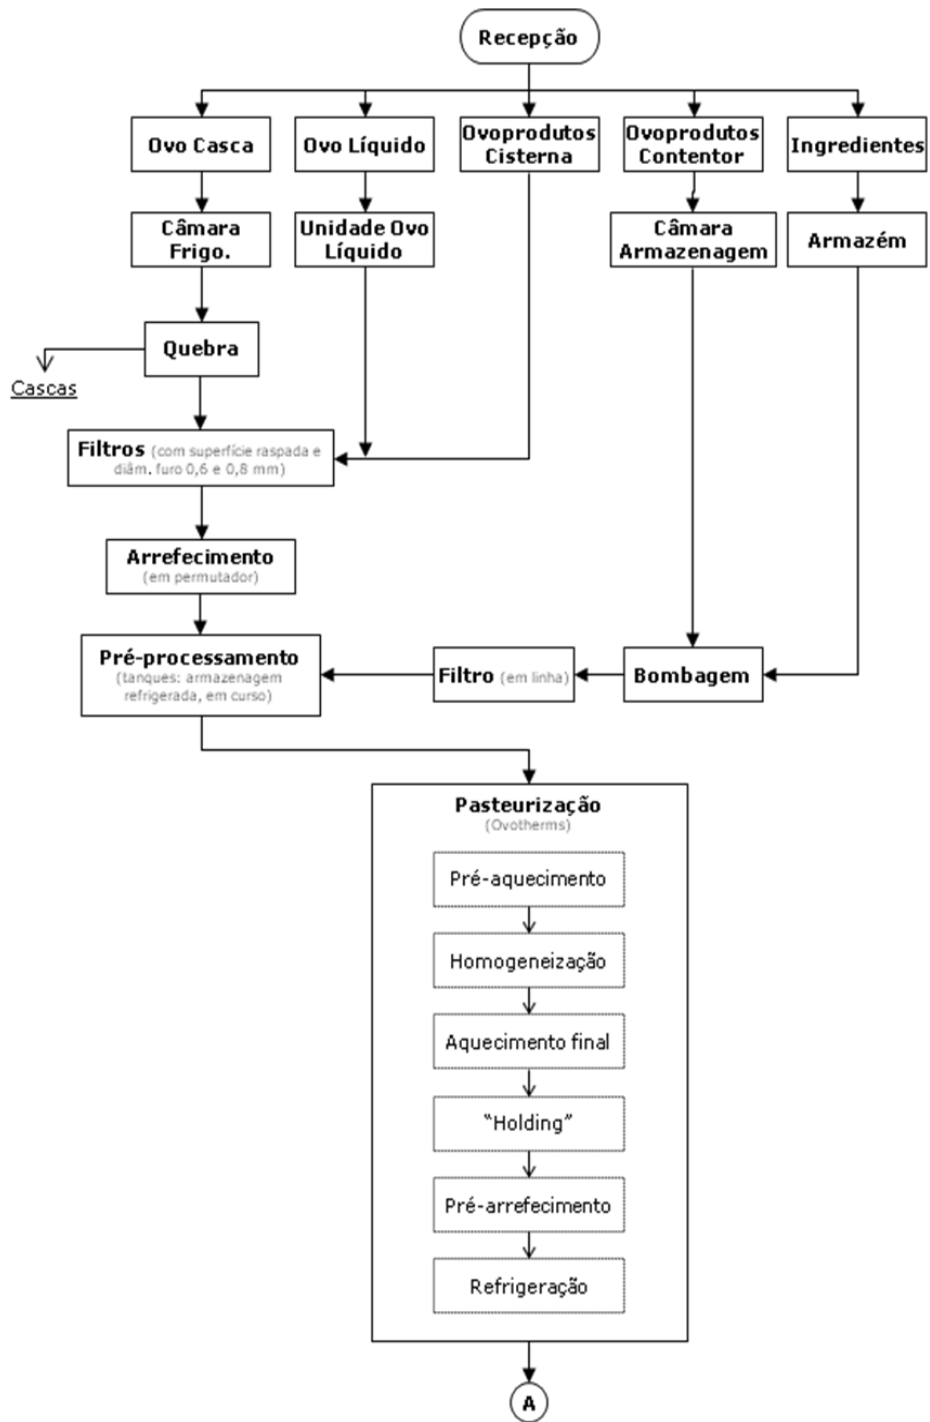 Recepção
Ovo Casca
Ovo Líquido
Ovoprodutos
Cisterna
Ovoprodutos
Contentor
Ingredientes
Câmara
Frigo.
Unidade Ovo
Líquido
Câmara
Armazenagem
Armazém
Quebra
Cascas
Filtros (com superfície raspada e
diâm. furo 0,6 e 0,8 mm)
Arrefecimento
(em permutador)
Pré-processamento
(tanques: armazenagem
refrigerada, em curso)
Filtro (em linha)
Bombagem
Pasteurização
(Ovotherms)
Pré-aquecimento
Homogeneização
Aquecimento final
“Holding”
Pré-arrefecimento
Refrigeração
A